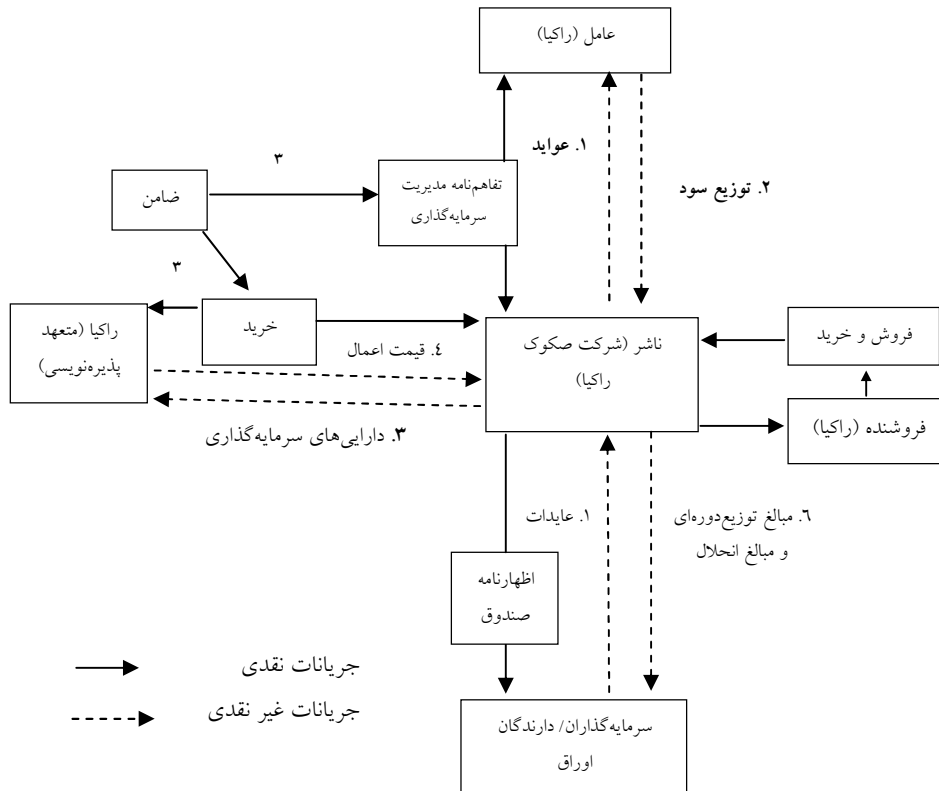 عامل (راکیا)
۱. عواید
۲. توزیع سود
۳
تفاهم‌نامه مدیریت
سرمایه‌گذاری
ضامن
۳
راکیا (متعهد
پذیره‌نویسی)
خرید
٤. قیمت اعمال
۳. دارایی‌های سرمایه‌گذاری
ناشر (شرکت صکوک
راکیا)
فروش و خرید
فروشنده (راکیا)
٦. مبالغ توزیع‌دوره‌ای
و مبالغ انحلال
۱. عایدات
اظهارنامه
صندوق
جریانات نقدی
جریانات غیر نقدی
سرمایه‌گذاران/ دارندگان
اوراق